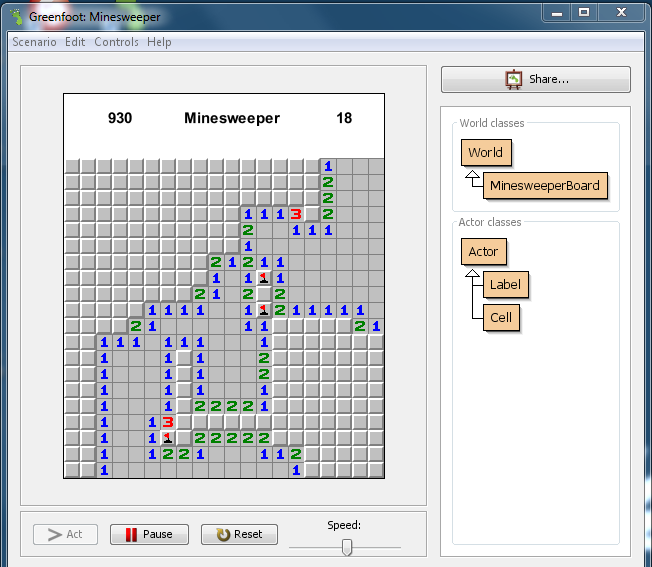 Greenfoot: Minesweeper
Scenario Edit Controls Help
930 Minesweeper 18
1
2
2
1 1 1 3 2
2 1 1 1
1
2 1 2 1 1
1 1 1 1
2 1 2 2
1 1 1 1 1 1 2 1 1 1 1 1
2 1 1 1 2 1
1 1 1 1 1 1 1
1 1 1 2
1 1 1 2
1 1 1 1
1 1 2 2 2 2 1
1 1 3
1 1 1 2 2 2 2 2
1 1 2 2 1 1 1 2
1 1
Act Pause Reset Speed:
Share...
World classes
World
MinesweeperBoard
Actor classes
Actor
Label
Cell